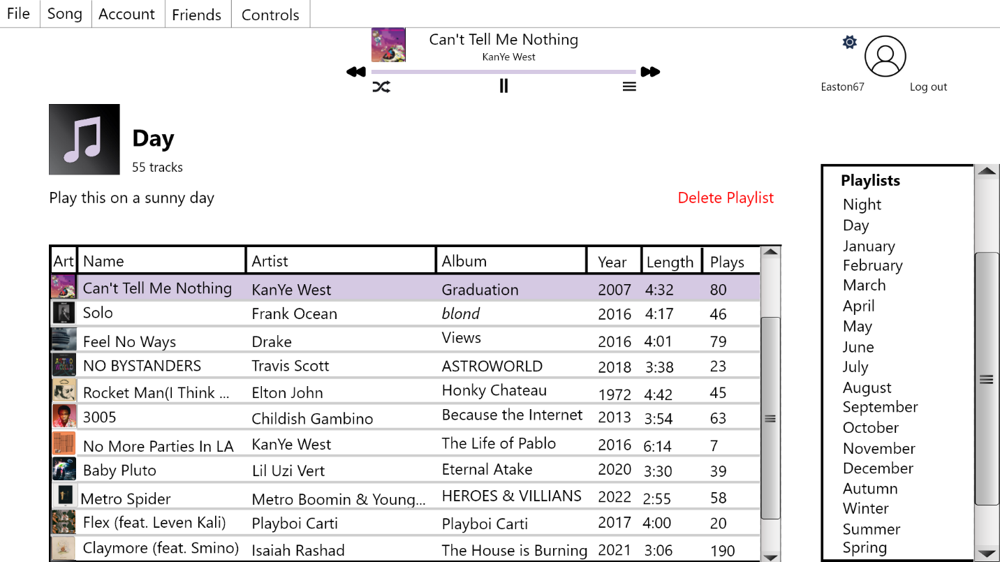 File Song Account Friends Controls
Can't Tell Me Nothing
KanYe West
Easton67 Log out
Day
55 tracks
Play this on a sunny day
Delete Playlist
Art Name Artist Album Year Length Plays
Can't Tell Me Nothing KanYe West Graduation 2007 4:32 80
Solo Frank Ocean blond 2016 4:17 46
Feel No Ways Drake Views 2016 4:01 79
NO BYSTANDERS Travis Scott ASTROWORLD 2018 3:38 23
Rocket Man(I Think ... Elton John Honky Chateau 1972 4:42 45
3005 Childish Gambino Because the Internet 2013 3:54 63
No More Parties In LA KanYe West The Life of Pablo 2016 6:14 7
Baby Pluto Lil Uzi Vert Eternal Atake 2020 3:30 39
Metro Spider Metro Boomin & Young... HEROES & VILLIANS 2022 2:55 58
Flex (feat. Leven Kali) Playboi Carti Playboi Carti 2017 4:00 20
Claymore (feat. Smino) Isaiah Rashad The House is Burning 2021 3:06 190
Playlists
Night
Day
January
February
March
April
May
June
July
August
September
October
November
December
Autumn
Winter
Summer
Spring